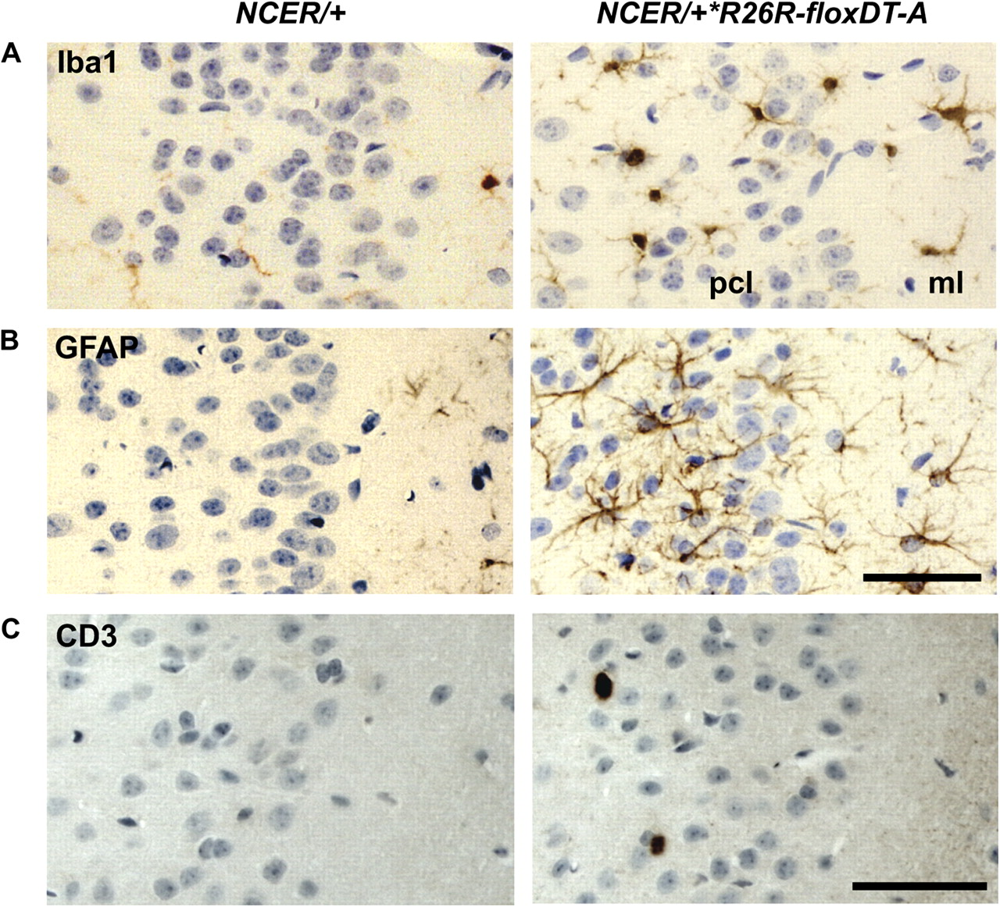 NCER/+
NCER/+*R26R-floxDT-A
A
Iba1
pcl
ml
B
GFAP
C
CD3